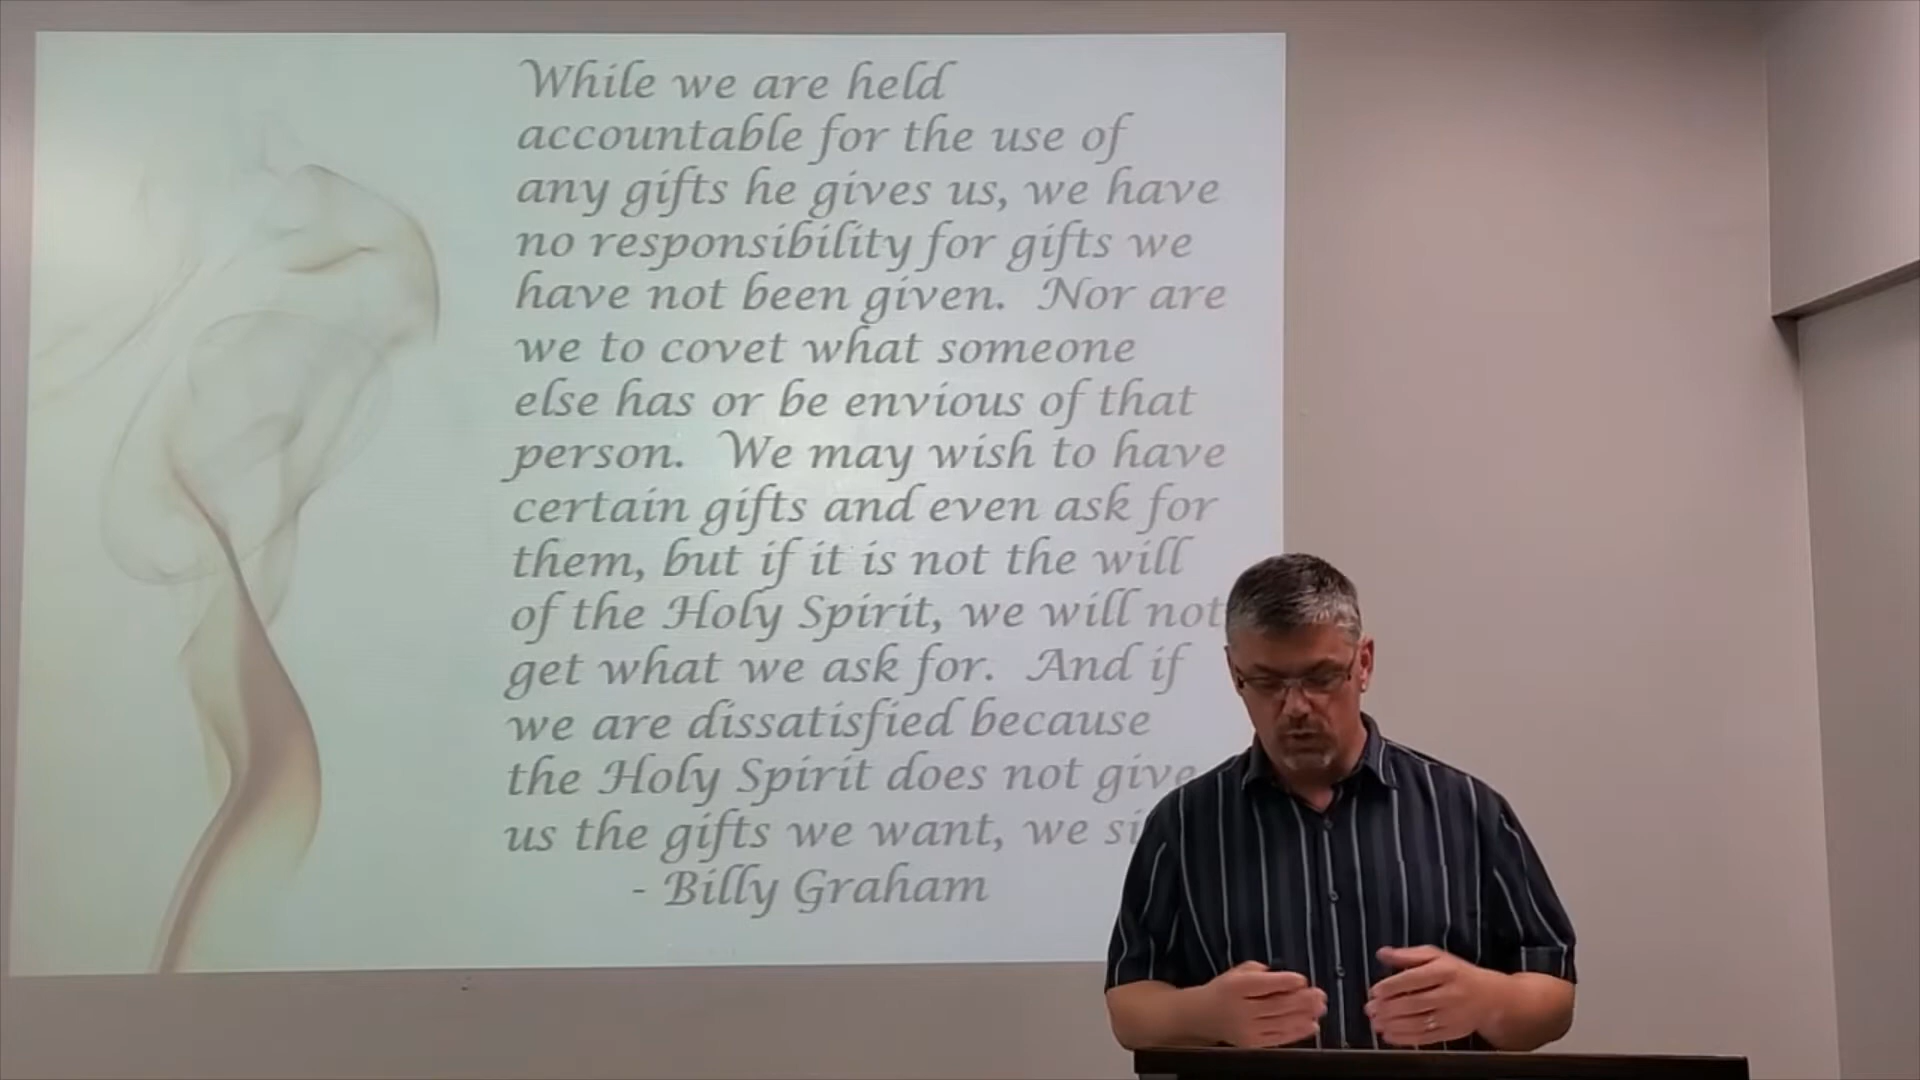 While we are held
accountable for the use of
any gifts he gives us, we have
no responsibility for gifts we
have not been given. Nor are
we to covet what someone
else has or be envious of that
person. We may wish to have
certain gifts and even ask for
them, but if it is not the will
of the Holy Spirit, we will not
get what we ask for. And if
we are dissatisfied because
the Holy Spirit does not give
us the gifts we want, we
- Billy Graham